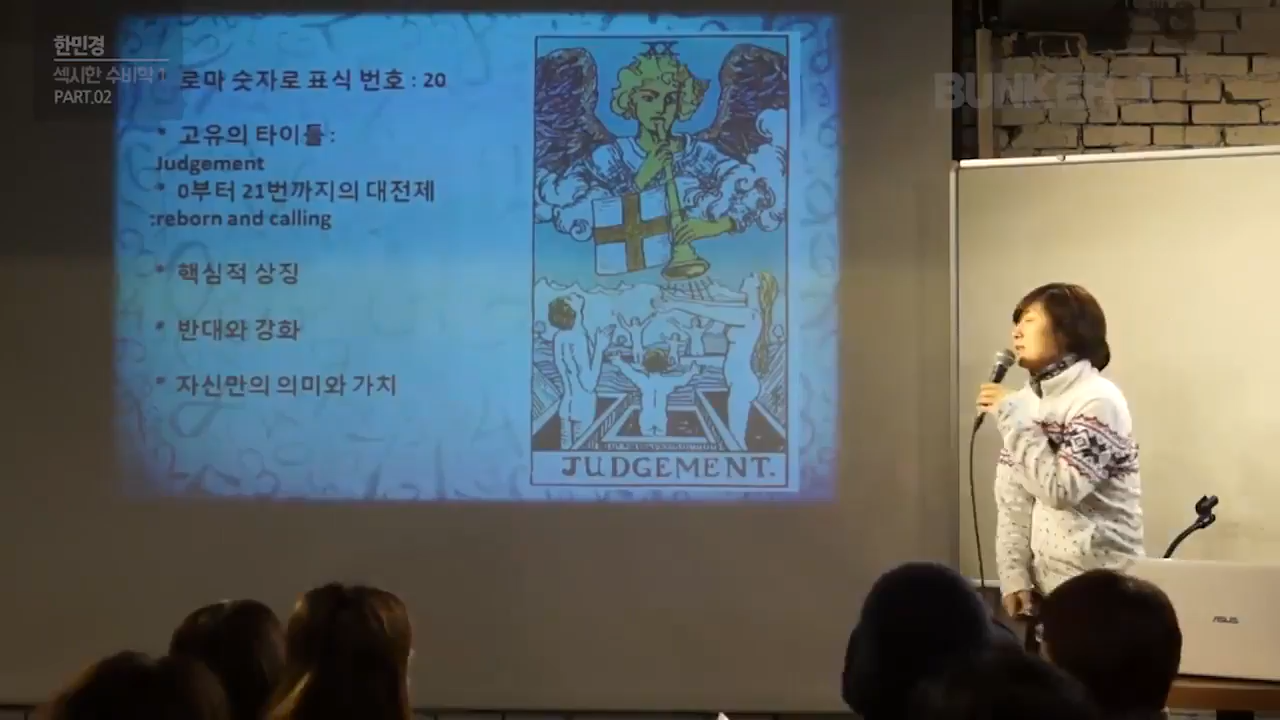 한민경
섹시한 수비학 1
PART.02
BUNKER 1
* 로마 숫자로 표식 번호 : 20
* 고유의 타이틀 :
Judgement
* 0부터 21번까지의 대전제
:reborn and calling
* 핵심적 상징
* 반대와 강화
* 자신만의 의미와 가치
XX
JUDGEMENT.
ASUS